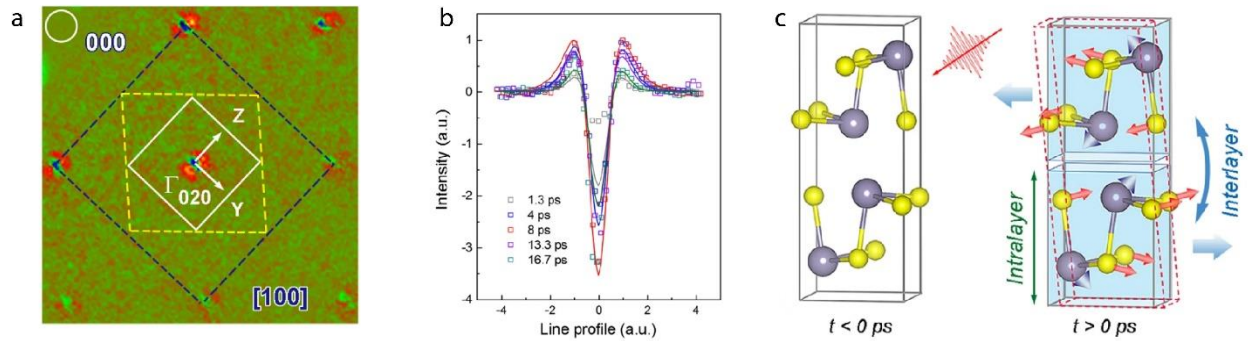 a
000
Z
Γ020
Y
[100]
b
Intensity (a.u.)
1
0
-1
-2
-3
-4
1.3 ps
4 ps
8 ps
13.3 ps
16.7 ps
-4 -2 0 2 4
Line profile (a.u.)
c
Intralayer
Interlayer
t < 0 ps
t > 0 ps